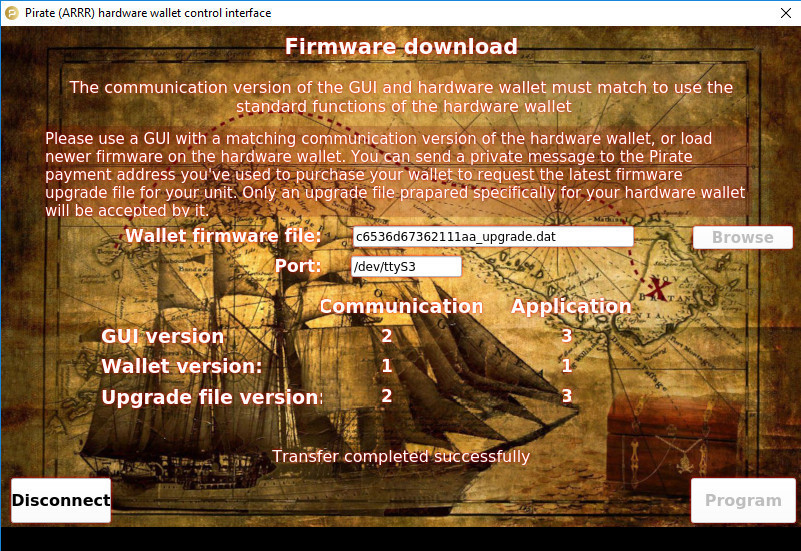 Pirate (ARRR) hardware wallet control interface
Firmware download
The communication version of the GUI and hardware wallet must match to use the
standard functions of the hardware wallet
Please use a GUI with a matching communication version of the hardware wallet, or load
newer firmware on the hardware wallet. You can send a private message to the Pirate
payment address you've used to purchase your wallet to request the latest firmware
upgrade file for your unit. Only an upgrade file prapared specifically for your hardware wallet
will be accepted by it.
Wallet firmware file: c6536d67362111aa_upgrade.dat Browse
Port: /dev/ttyS3
Communication Application
GUI version 2 3
Wallet version: 1 1
Upgrade file version: 2 3
Transfer completed successfully
Disconnect Program